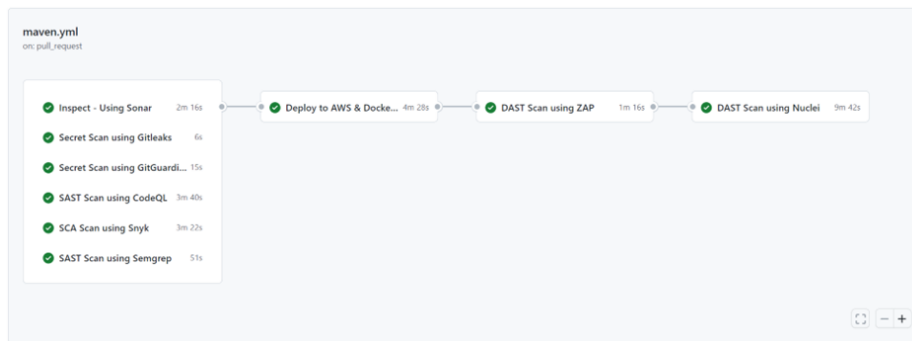 maven.yml
on: pull_request
Inspect - Using Sonar 2m 16s
Secret Scan using Gitleaks 6s
Secret Scan using GitGuardi... 15s
SAST Scan using CodeQL 3m 40s
SCA Scan using Snyk 3m 22s
SAST Scan using Semgrep 51s
Deploy to AWS & Docke... 4m 28s
DAST Scan using ZAP 1m 16s
DAST Scan using Nuclei 9m 42s